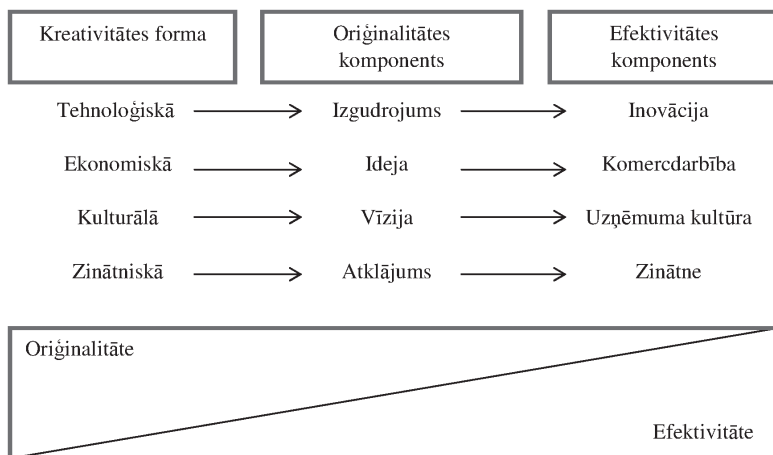 Kreativitātes forma
Oriģinalitātes
komponents
Efektivitātes
komponents
Tehnoloģiskā
Izgudrojums
Inovācija
Ekonomiskā
Ideja
Komercdarbība
Kulturālā
Vīzija
Uzņēmuma kultūra
Zinātniskā
Atklājums
Zinātne
Oriģinalitāte
Efektivitāte